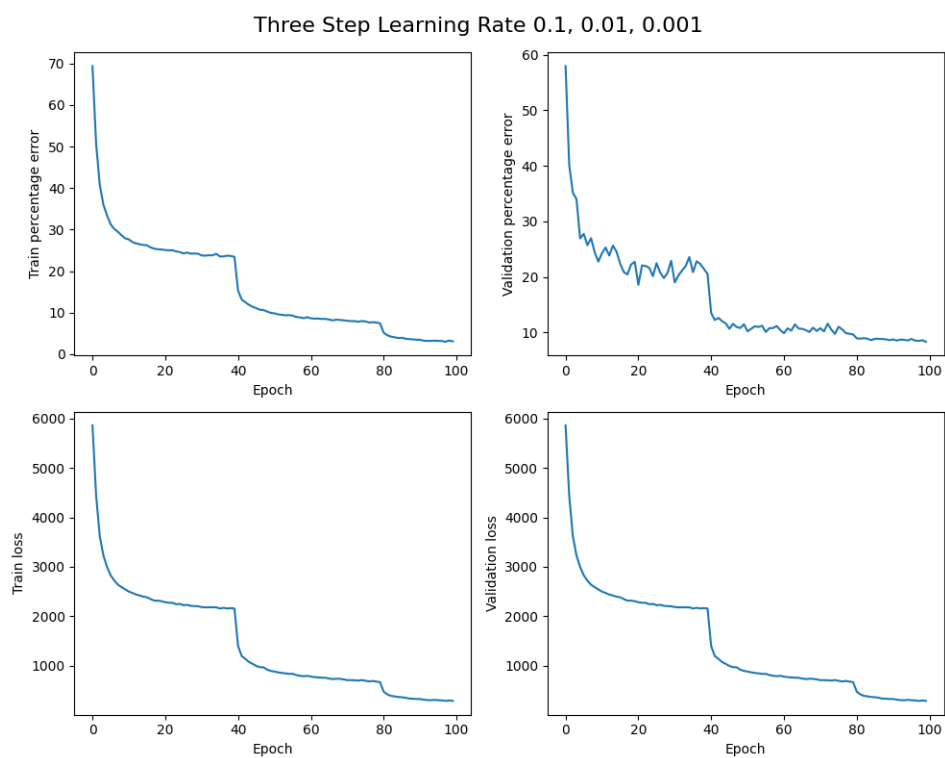 Three Step Learning Rate 0.1, 0.01, 0.001
Train percentage error
70
60
50
40
30
20
10
0
0 20 40 60 80 100
Epoch
Validation percentage error
60
50
40
30
20
10
0 20 40 60 80 100
Epoch
Train loss
6000
5000
4000
3000
2000
1000
0 20 40 60 80 100
Epoch
Validation loss
6000
5000
4000
3000
2000
1000
0 20 40 60 80 100
Epoch